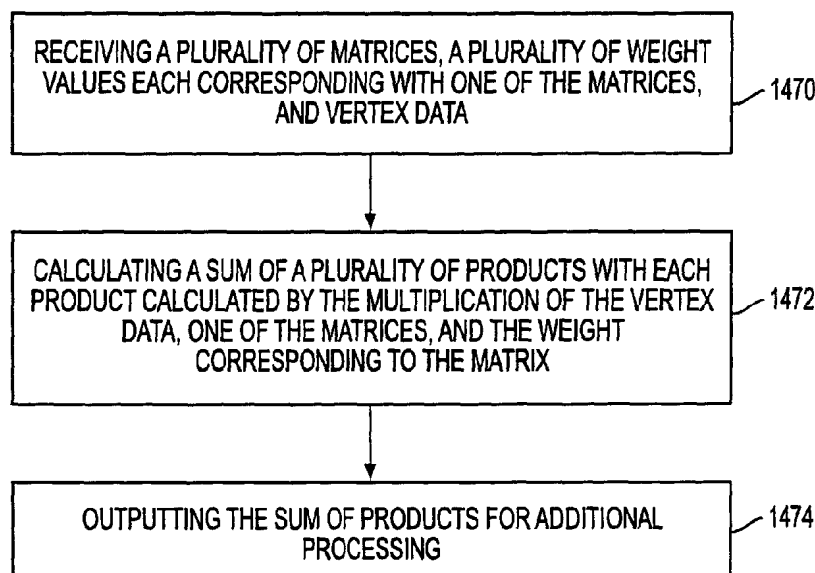 RECEIVING A PLURALITY OF MATRICES, A PLURALITY OF WEIGHT
VALUES EACH CORRESPONDING WITH ONE OF THE MATRICES,
AND VERTEX DATA
1470
CALCULATING A SUM OF A PLURALITY OF PRODUCTS WITH EACH
PRODUCT CALCULATED BY THE MULTIPLICATION OF THE VERTEX
DATA, ONE OF THE MATRICES, AND THE WEIGHT
CORRESPONDING TO THE MATRIX
1472
OUTPUTTING THE SUM OF PRODUCTS FOR ADDITIONAL
PROCESSING
1474